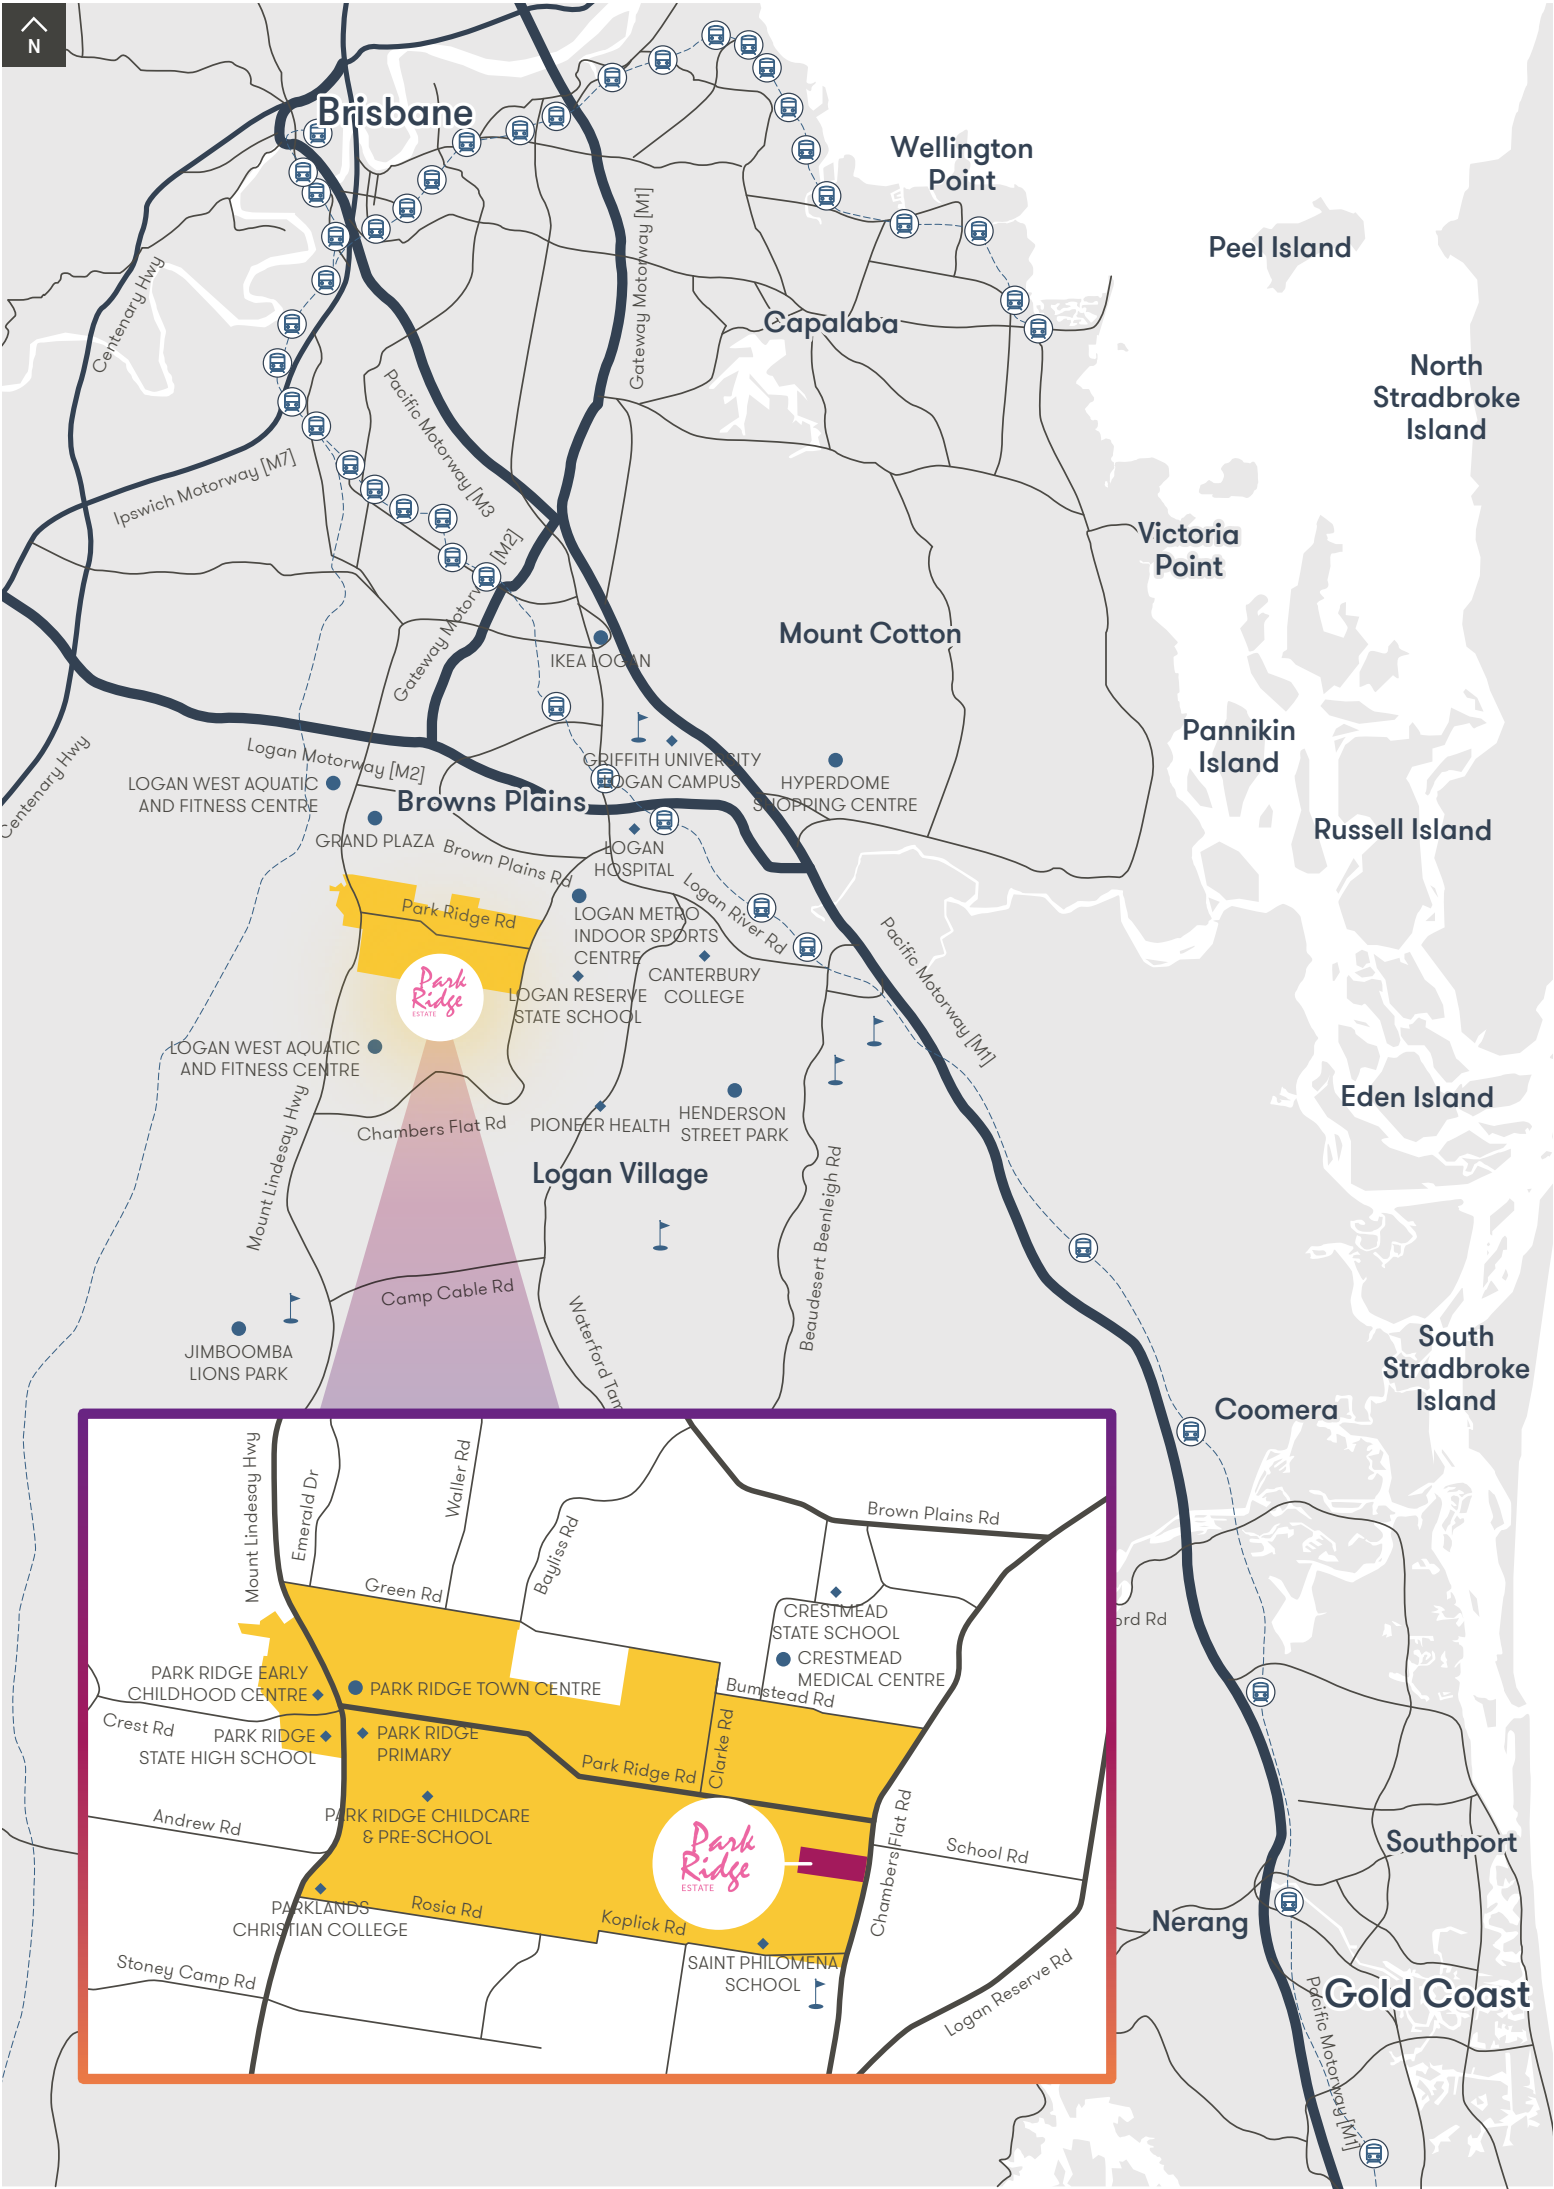 N
Brisbane
Wellington
Point
Peel Island
Gateway Motorway [M1]
Centenary Hwy
Capalaba
North
Stradbroke
Island
Pacific Motorway [M3
Ipswich Motorway [M7]
Victoria
Point
Gateway Motorw
[M2]
Mount Cotton
IKEA LOGAN
Pannikin
Island
Centenary Hwy
Logan Motorway [M2]
GRIFFITH UNIVERSITY
LOGAN CAMPUS
HYPERDOME
SHOPPING CENTRE
LOGAN WEST AQUATIC
AND FITNESS CENTRE
Browns Plains
Russell Island
GRAND PLAZA
Brown Plains Rd
LOGAN
HOSPITAL
Park Ridge Rd
Logan River Rd
LOGAN METRO
INDOOR SPORTS
CENTRE
Pacific Motorway [M1]
CANTERBURY
COLLEGE
Park
Ridge
ESTATE
LOGAN RESERVE
STATE SCHOOL
LOGAN WEST AQUATIC
AND FITNESS CENTRE
Eden Island
Mount Lindesay Hwy
Chambers Flat Rd
PIONEER HEALTH
HENDERSON
STREET PARK
Logan Village
Beaudesert Beenleigh Rd
Camp Cable Rd
Waterford Tam
JIMBOOMBA
LIONS PARK
South
Stradbroke
Island
Coomera
Mount Lindesay Hwy
Emerald Dr
Waller Rd
Bayliss Rd
Brown Plains Rd
Green Rd
CRESTMEAD
STATE SCHOOL
ord Rd
CRESTMEAD
MEDICAL CENTRE
PARK RIDGE EARLY
CHILDHOOD CENTRE
PARK RIDGE TOWN CENTRE
Bumstead Rd
Crest Rd
PARK RIDGE
STATE HIGH SCHOOL
PARK RIDGE
PRIMARY
Clarke Rd
Park Ridge Rd
PARK RIDGE CHILDCARE
& PRE-SCHOOL
Andrew Rd
Chambers Flat Rd
School Rd
Park
Ridge
ESTATE
Southport
PARKLANDS
CHRISTIAN COLLEGE
Rosia Rd
Koplick Rd
Nerang
SAINT PHILOMENA
SCHOOL
Stoney Camp Rd
Logan Reserve Rd
Gold Coast
Pacific Motorway [M1]